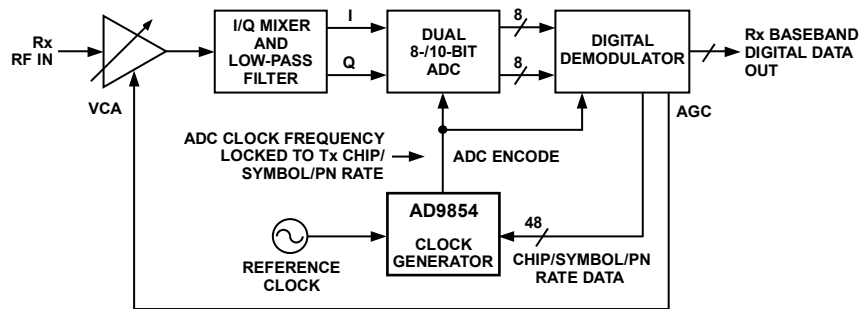 Rx
RF IN
VCA
I/Q MIXER
AND
LOW-PASS
FILTER
I
Q
DUAL
8-/10-BIT
ADC
8
8
DIGITAL
DEMODULATOR
Rx BASEBAND
DIGITAL DATA
OUT
AGC
ADC CLOCK FREQUENCY
LOCKED TO Tx CHIP/
SYMBOL/PN RATE
ADC ENCODE
AD9854
CLOCK
GENERATOR
REFERENCE
CLOCK
48
CHIP/SYMBOL/PN
RATE DATA